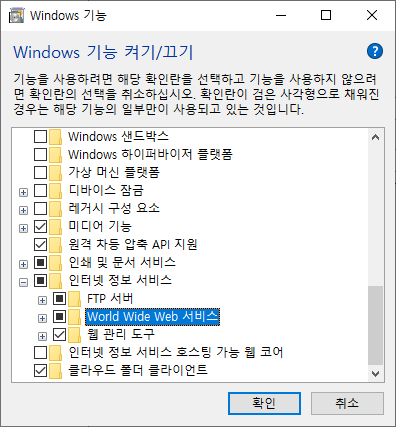 Windows 기능
Windows 기능 켜기/끄기
기능을 사용하려면 해당 확인란을 선택하고 기능을 사용하지 않으려
면 확인란의 선택을 취소하십시오. 확인란이 검은 사각형으로 채워진
경우는 해당 기능의 일부만이 사용되고 있는 것입니다.
Windows 샌드박스
Windows 하이퍼바이저 플랫폼
가상 머신 플랫폼
디바이스 잠금
레거시 구성 요소
미디어 기능
원격 차등 압축 API 지원
인쇄 및 문서 서비스
인터넷 정보 서비스
FTP 서버
World Wide Web 서비스
웹 관리 도구
인터넷 정보 서비스 호스팅 가능 웹 코어
클라우드 폴더 클라이언트
확인 취소